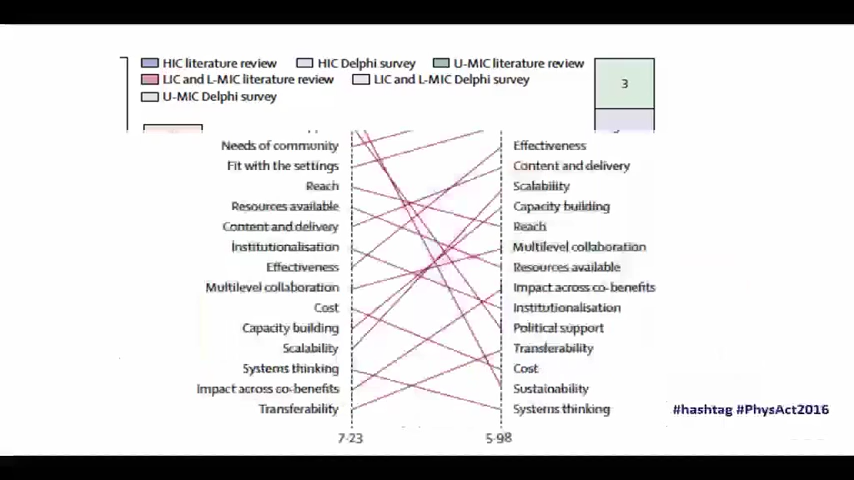 HIC literature review HIC Delphi survey U-MIC literature review
LIC and L-MIC literature review LIC and L-MIC Delphi survey
U-MIC Delphi survey
3
Needs of community Effectiveness
Fit with the settings Content and delivery
Reach Scalability
Resources available Capacity building
Content and delivery Reach
Institutionalisation Multilevel collaboration
Effectiveness Resources available
Multilevel collaboration Impact across co-benefits
Cost Institutionalisation
Capacity building Political support
Scalability Transferability
Systems thinking Cost
Impact across co-benefits Sustainability
Transferability Systems thinking
7·23 5·98
#hashtag #PhysAct2016